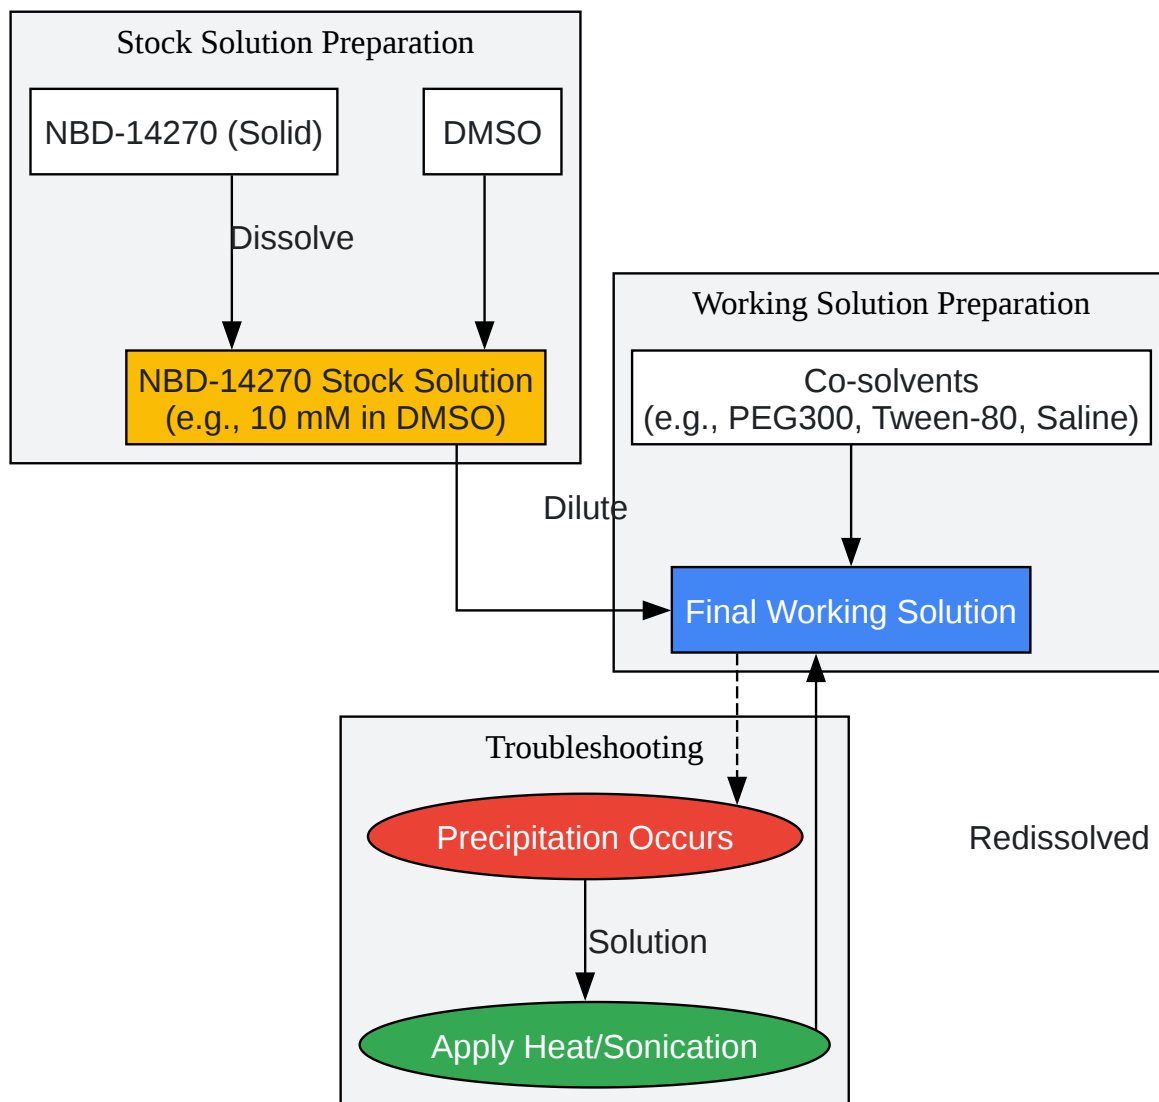 Stock Solution Preparation
NBD-14270 (Solid)
DMSO
Dissolve
NBD-14270 Stock Solution
(e.g., 10 mM in DMSO)
Working Solution Preparation
Co-solvents
(e.g., PEG300, Tween-80, Saline)
Dilute
Final Working Solution
Troubleshooting
Precipitation Occurs
Redissolved
Solution
Apply Heat/Sonication